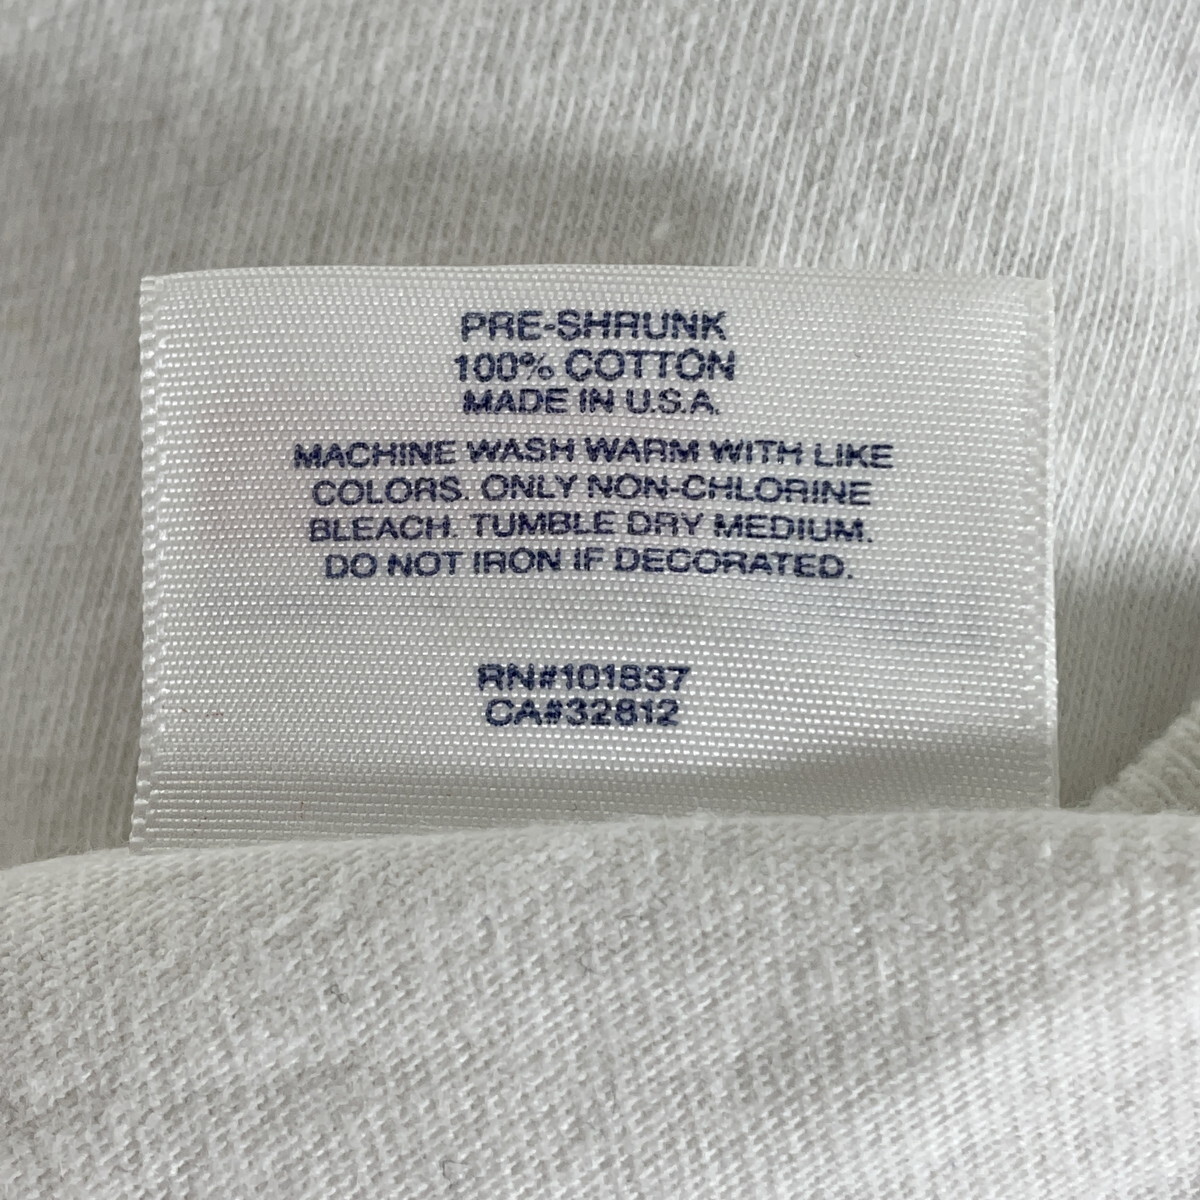 PRE-SHRUNK
100% COTTON
MADE IN U.S.A.
MACHINE WASH WARM WITH LIKE
COLORS. ONLY NON-CHLORINE
BLEACH. TUMBLE DRY MEDIUM.
DO NOT IRON IF DECORATED.
RN#101837
CA#32812